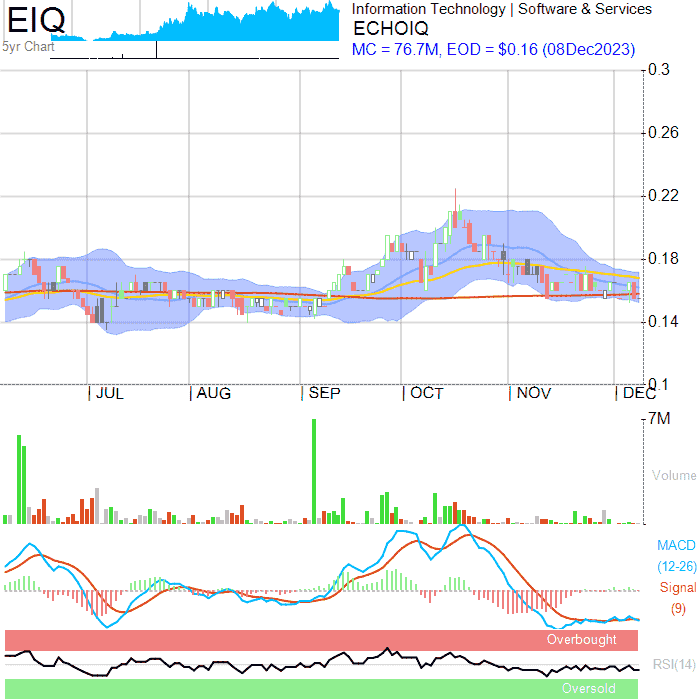 EIQ
5yr Chart
Information Technology | Software & Services
ECHOIQ
MC = 76.7M, EOD = $0.16 (08Dec2023)
0.3
0.26
0.22
0.18
0.14
0.1
JUL AUG SEP OCT NOV DEC
7M
Volume
MACD
(12-26)
Signal
(9)
Overbought
RSI(14)
Oversold